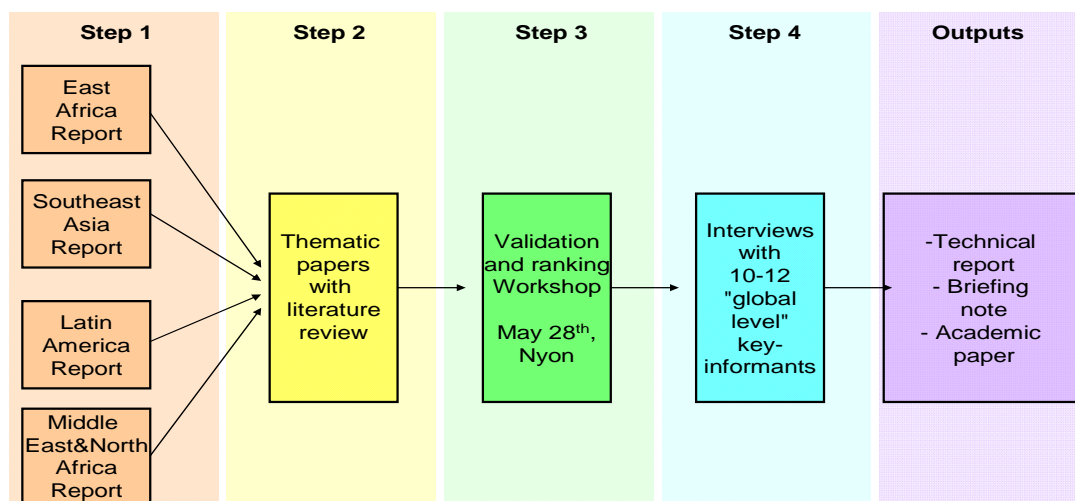 Step 1
East
Africa
Report
Southeast
Asia
Report
Latin
America
Report
Middle
East&North
Africa
Report
Step 2
Thematic
papers
with
literature
review
Step 3
Validation
and ranking
Workshop
May 28th,
Nyon
Step 4
Interviews
with
10-12
"global
level"
key-
informants
Outputs
-Technical
report
- Briefing
note
- Academic
paper